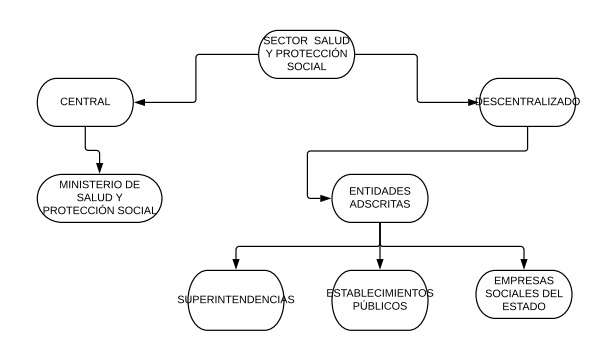 SECTOR SALUD
Y PROTECCIÓN
SOCIAL
CENTRAL
DESCENTRALIZADO
MINISTERIO DE
SALUD Y
PROTECCIÓN SOCIAL
ENTIDADES
ADSCRITAS
SUPERINTENDENCIAS
ESTABLECIMIENTOS
PÚBLICOS
EMPRESAS
SOCIALES DEL
ESTADO